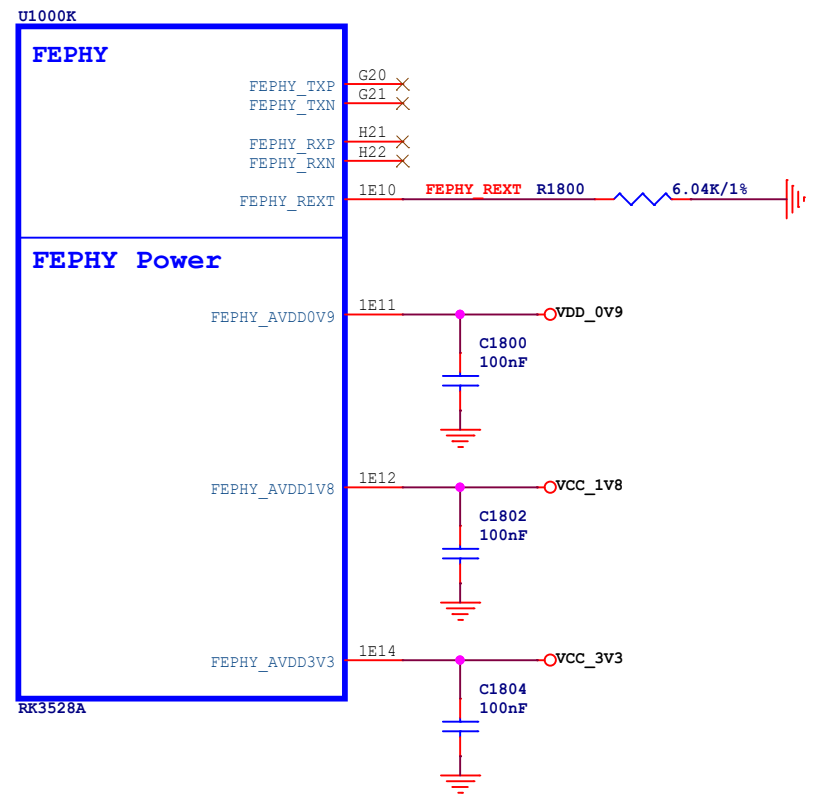 U1000K
FEPHY
FEPHY_TXP G20
FEPHY_TXN G21
FEPHY_RXP H21
FEPHY_RXN H22
FEPHY_REXT 1E10 FEPHY_REXT R1800 6.04K/1%
FEPHY Power
FEPHY_AVDD0V9 1E11 VDD_0V9
C1800
100nF
FEPHY_AVDD1V8 1E12 VCC_1V8
C1802
100nF
FEPHY_AVDD3V3 1E14 VCC_3V3
C1804
100nF
RK3528A